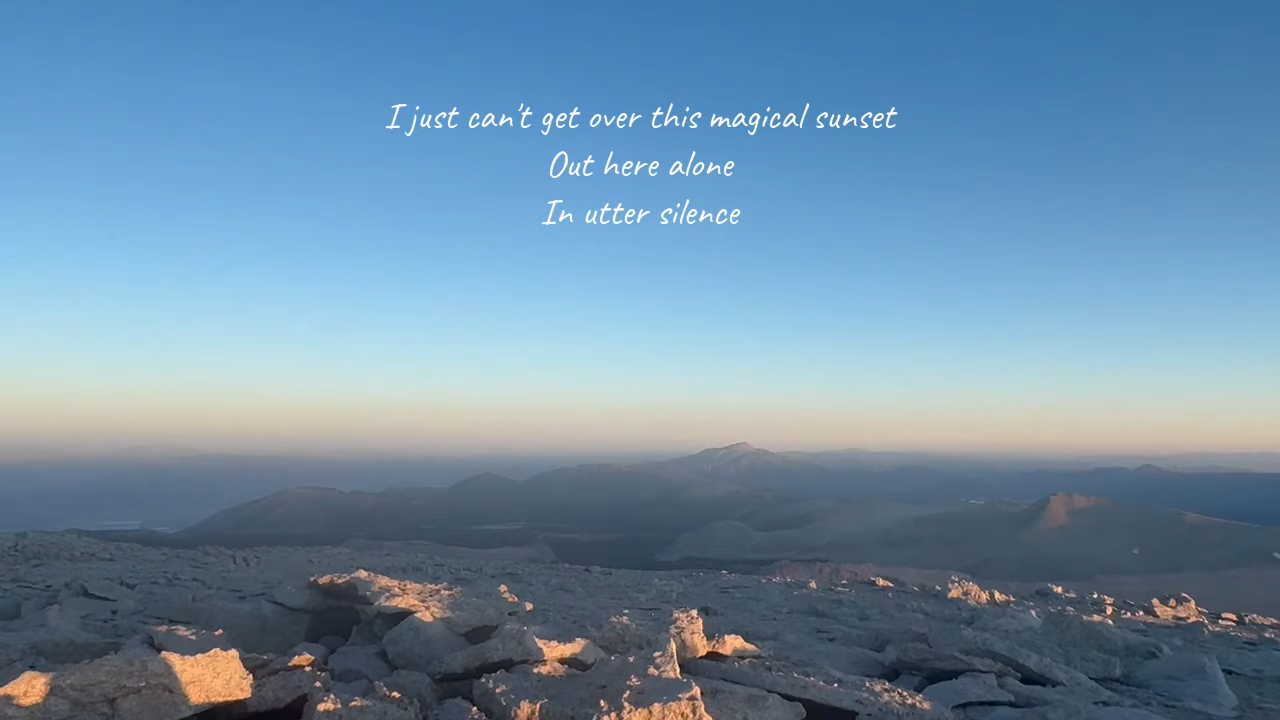 I just can't get over this magical sunset
Out here alone
In utter silence